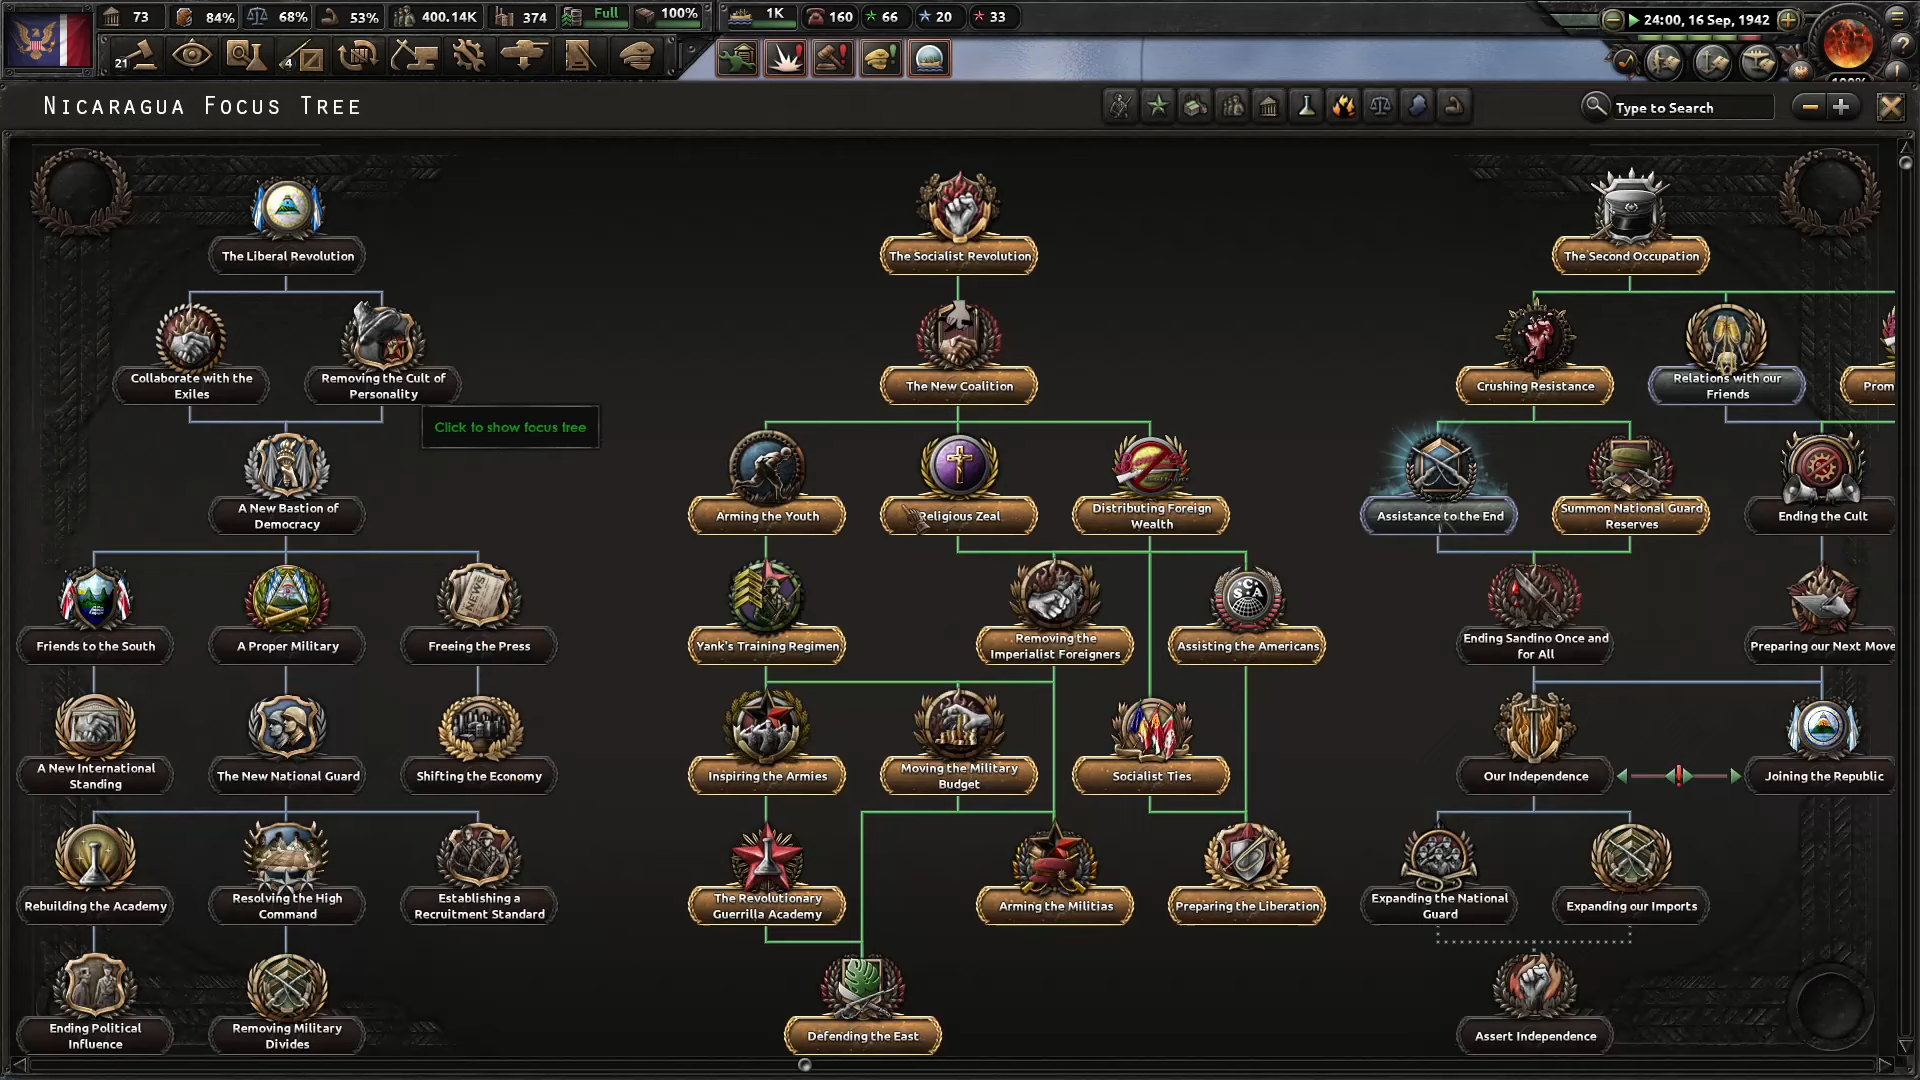 73
84%
68%
53%
400.14K
374
Full
100%
1K
160
66
20
33
24:00, 16 Sep, 1942
21
4
NICARAGUA FOCUS TREE
Type to Search
The Liberal Revolution
The Socialist Revolution
The Second Occupation
Collaborate with the
Exiles
Removing the Cult of
Personality
The New Coalition
Crushing Resistance
Relations with our
Friends
Prom
Click to show focus tree
A New Bastion of
Democracy
Arming the Youth
Religious Zeal
Distributing Foreign
Wealth
Assistance to the End
Summon National Guard
Reserves
Ending the Cult
NEWS
CSA
Friends to the South
A Proper Military
Freeing the Press
Yank's Training Regimen
Removing the
Imperialist Foreigners
Assisting the Americans
Ending Sandino Once and
for All
Preparing our Next Move
A New International
Standing
The New National Guard
Shifting the Economy
Inspiring the Armies
Moving the Military
Budget
Socialist Ties
Our Independence
Joining the Republic
Rebuilding the Academy
Resolving the High
Command
Establishing a
Recruitment Standard
The Revolutionary
Guerrilla Academy
Arming the Militias
Preparing the Liberation
Expanding the National
Guard
Expanding our Imports
Ending Political
Influence
Removing Military
Divides
Defending the East
Assert Independence